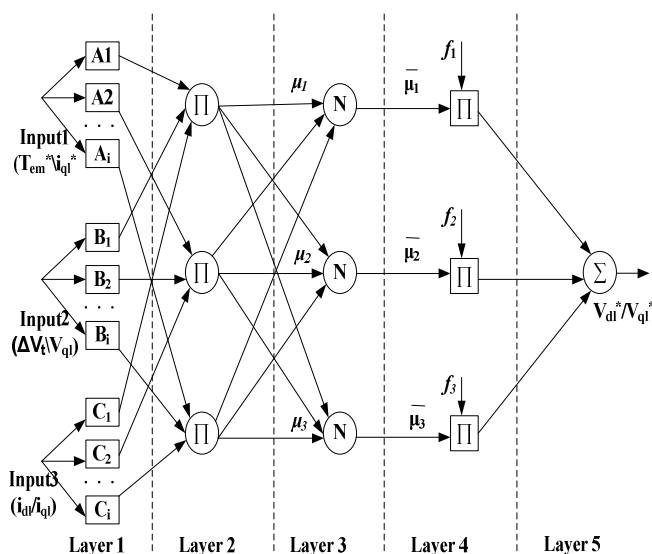 A1
A2
. . .
Ai
Input1
(Tem*\iql*
B1
B2
. . .
Bi
Input2
(ΔVt\Vql)
C1
C2
. . .
Ci
Input3
(idl/iql)
∏
∏
∏
μ1
μ2
μ3
N
N
N
μ̅1
μ̅2
μ̅3
f1
∏
f2
∏
f3
∏
∑
Vdl*/Vql*
Layer 1
Layer 2
Layer 3
Layer 4
Layer 5